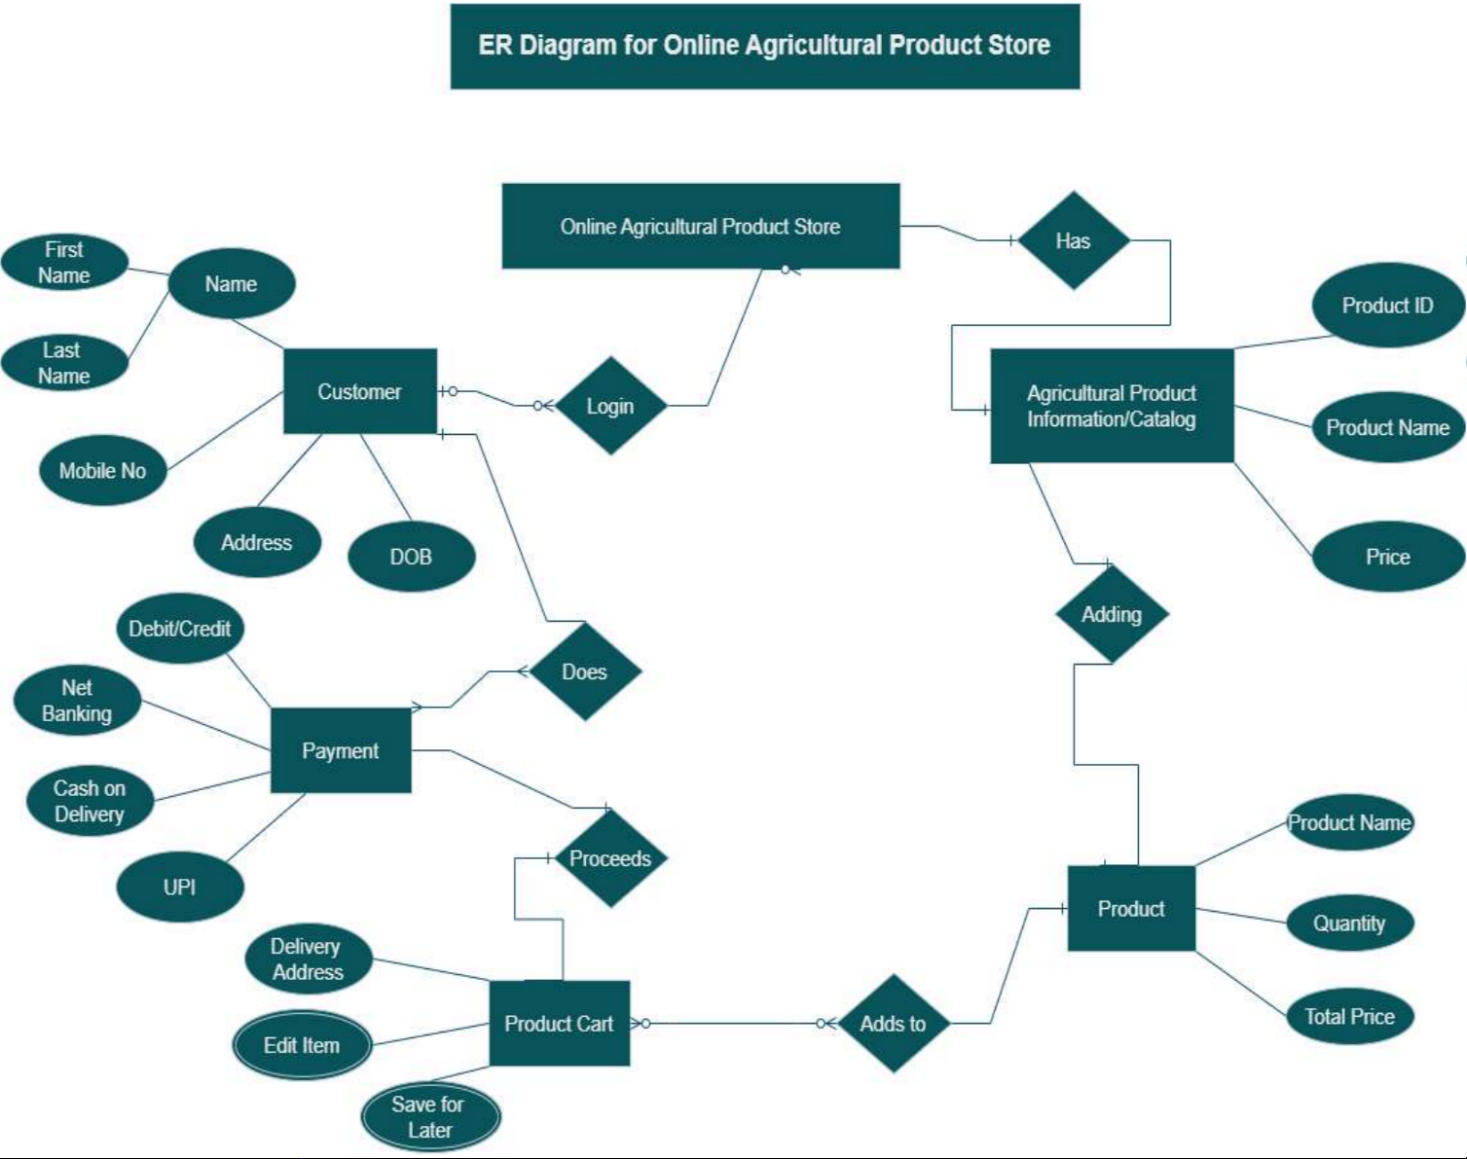 ER Diagram for Online Agricultural Product Store
Online Agricultural Product Store
Has
First
Name
Name
Last
Name
Customer
Login
Mobile No
Address
DOB
Agricultural Product
Information/Catalog
Product ID
Product Name
Price
Adding
Debit/Credit
Does
Net
Banking
Payment
Cash on
Delivery
UPI
Proceeds
Product
Product Name
Quantity
Total Price
Delivery
Address
Edit Item
Product Cart
Adds to
Save for
Later